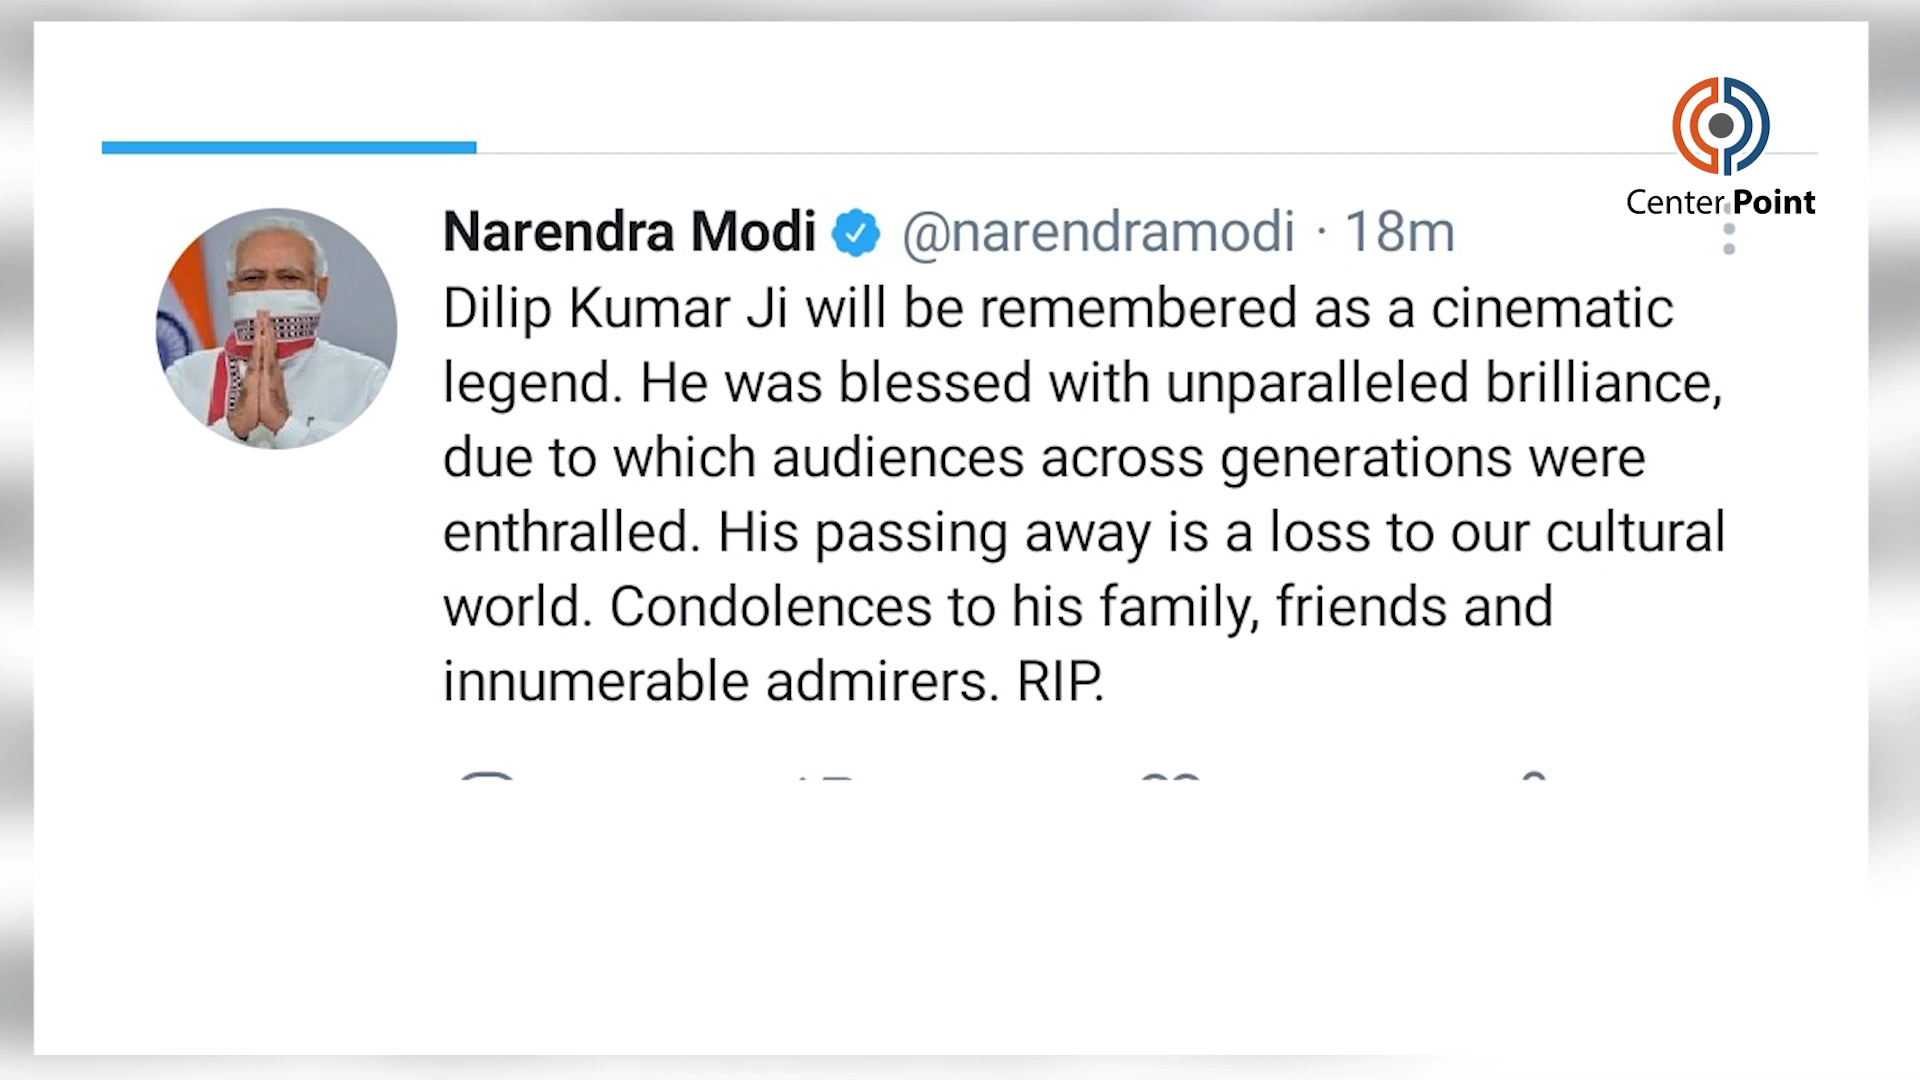 Center Point
Narendra Modi @narendramodi · 18m
Dilip Kumar Ji will be remembered as a cinematic
legend. He was blessed with unparalleled brilliance,
due to which audiences across generations were
enthralled. His passing away is a loss to our cultural
world. Condolences to his family, friends and
innumerable admirers. RIP.